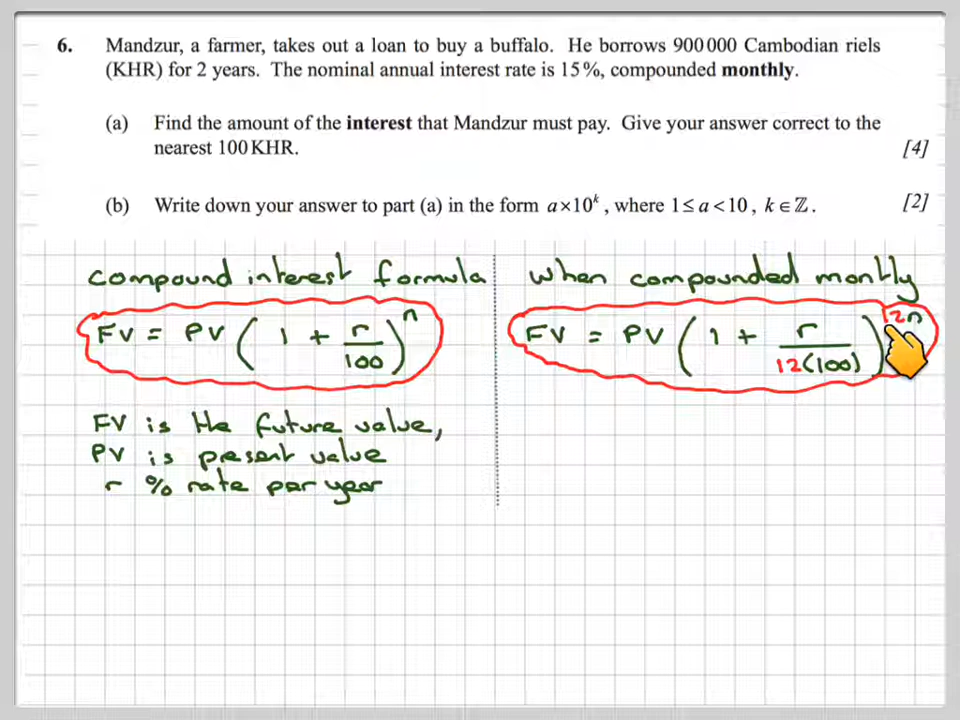 6. Mandzur, a farmer, takes out a loan to buy a buffalo. He borrows 900 000 Cambodian riels
(KHR) for 2 years. The nominal annual interest rate is 15 %, compounded monthly.
(a) Find the amount of the interest that Mandzur must pay. Give your answer correct to the
nearest 100 KHR. [4]
(b) Write down your answer to part (a) in the form a×10^k , where 1≤a<10 , k∈ℤ. [2]
compound interest formula
FV = PV ( 1 + r/100 )^n
FV is the future value,
PV is present value
r % rate per year
when compounded montly
FV = PV ( 1 + r/12(100) )^12n